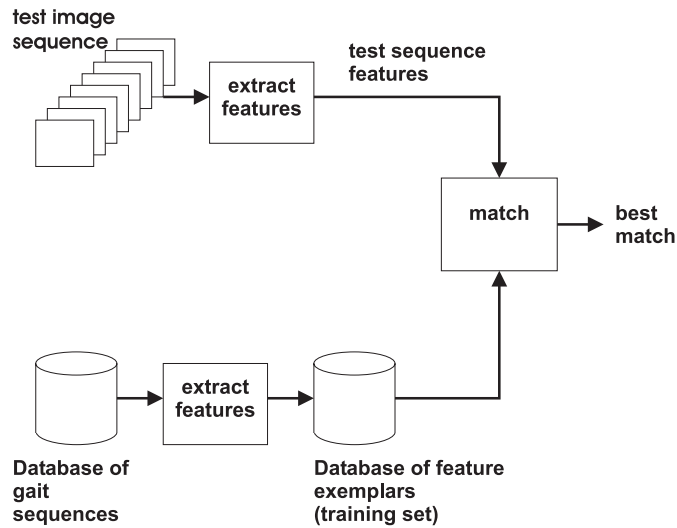 test image
sequence
extract
features
test sequence
features
match
best
match
extract
features
Database of
gait
sequences
Database of feature
exemplars
(training set)